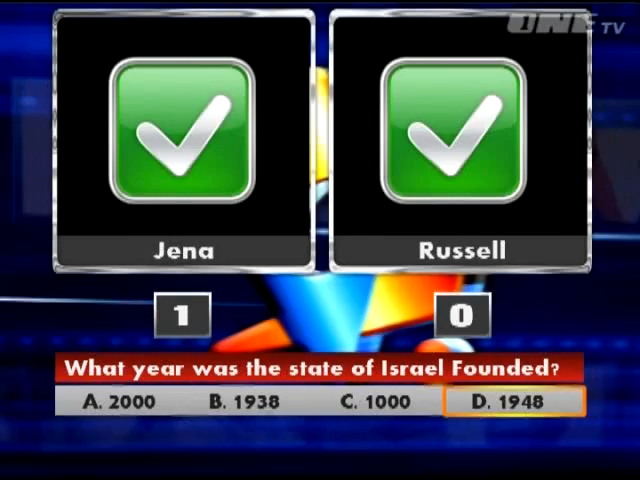 ONE TV
Jena
Russell
1
0
What year was the state of Israel Founded?
A. 2000 B. 1938 C. 1000 D. 1948